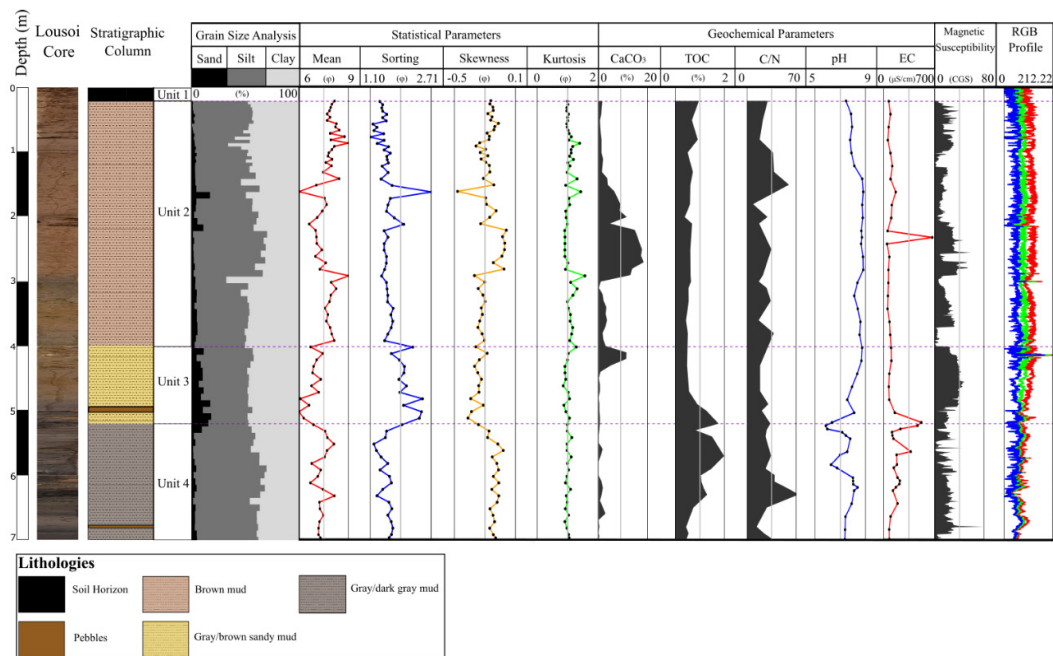 Depth (m)
Lousoi Core
Stratigraphic Column
Grain Size Analysis
Sand Silt Clay
0 (%) 100
Statistical Parameters
Mean
6 (φ) 9
Sorting
1.10 (φ) 2.71
Skewness
-0.5 (φ) 0.1
Kurtosis
0 (φ) 2
Geochemical Parameters
CaCO₃
0 (%) 20
TOC
0 (%) 2
C/N
0 70
pH
5 9
EC
0 (μS/cm) 700
Magnetic Susceptibility
0 (CGS) 80
RGB Profile
0 212.22
0
1
2
3
4
5
6
7
Unit 1
Unit 2
Unit 3
Unit 4
Lithologies
Soil Horizon
Brown mud
Gray/dark gray mud
Pebbles
Gray/brown sandy mud